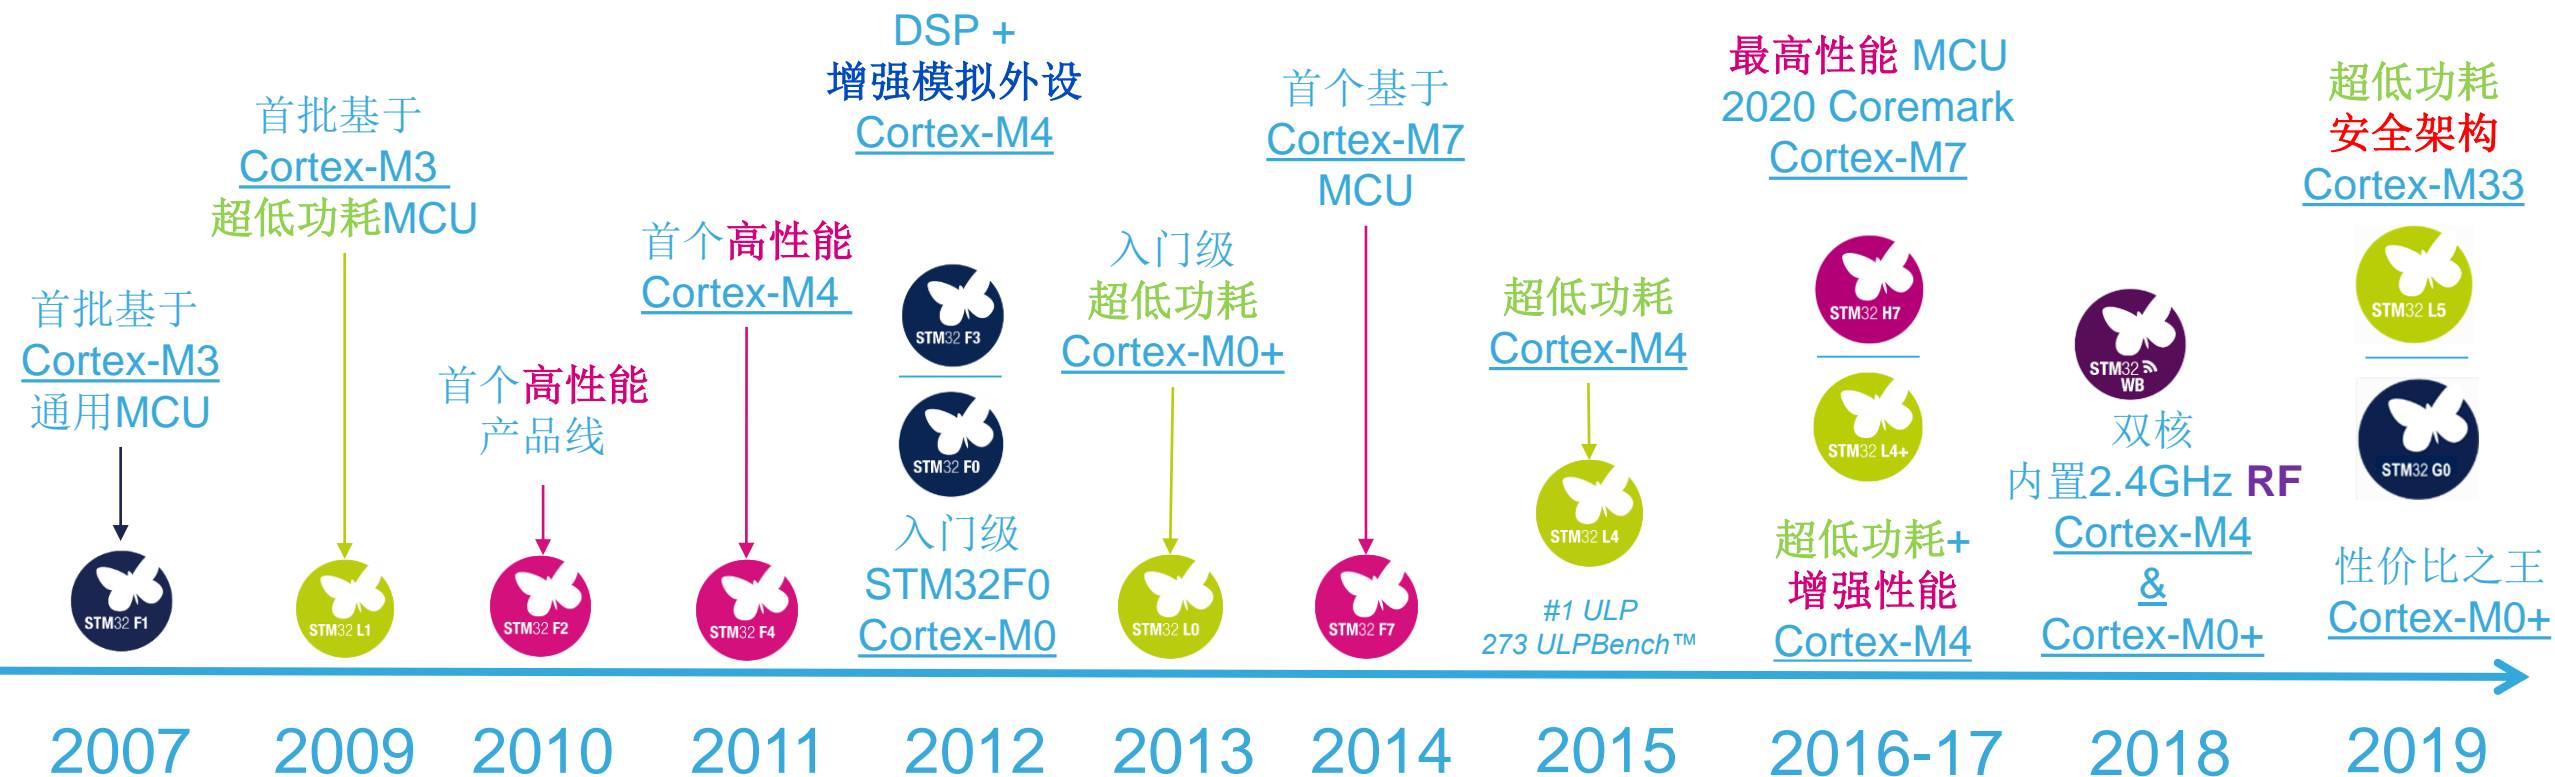 首批基于
Cortex-M3
通用MCU
STM32 F1
2007
首批基于
Cortex-M3
超低功耗MCU
STM32 L1
2009
首个高性能
产品线
STM32 F2
2010
首个高性能
Cortex-M4
STM32 F4
2011
DSP +
增强模拟外设
Cortex-M4
STM32 F3
STM32 F0
入门级
STM32F0
Cortex-M0
2012
入门级
超低功耗
Cortex-M0+
STM32 L0
2013
首个基于
Cortex-M7
MCU
STM32 F7
2014
超低功耗
Cortex-M4
STM32 L4
#1 ULP
273 ULPBench™
2015
最高性能 MCU
2020 Coremark
Cortex-M7
STM32 H7
STM32 L4+
超低功耗+
增强性能
Cortex-M4
2016-17
STM32
WB
双核
内置2.4GHz RF
Cortex-M4
&
Cortex-M0+
2018
超低功耗
安全架构
Cortex-M33
STM32 L5
STM32 G0
性价比之王
Cortex-M0+
2019